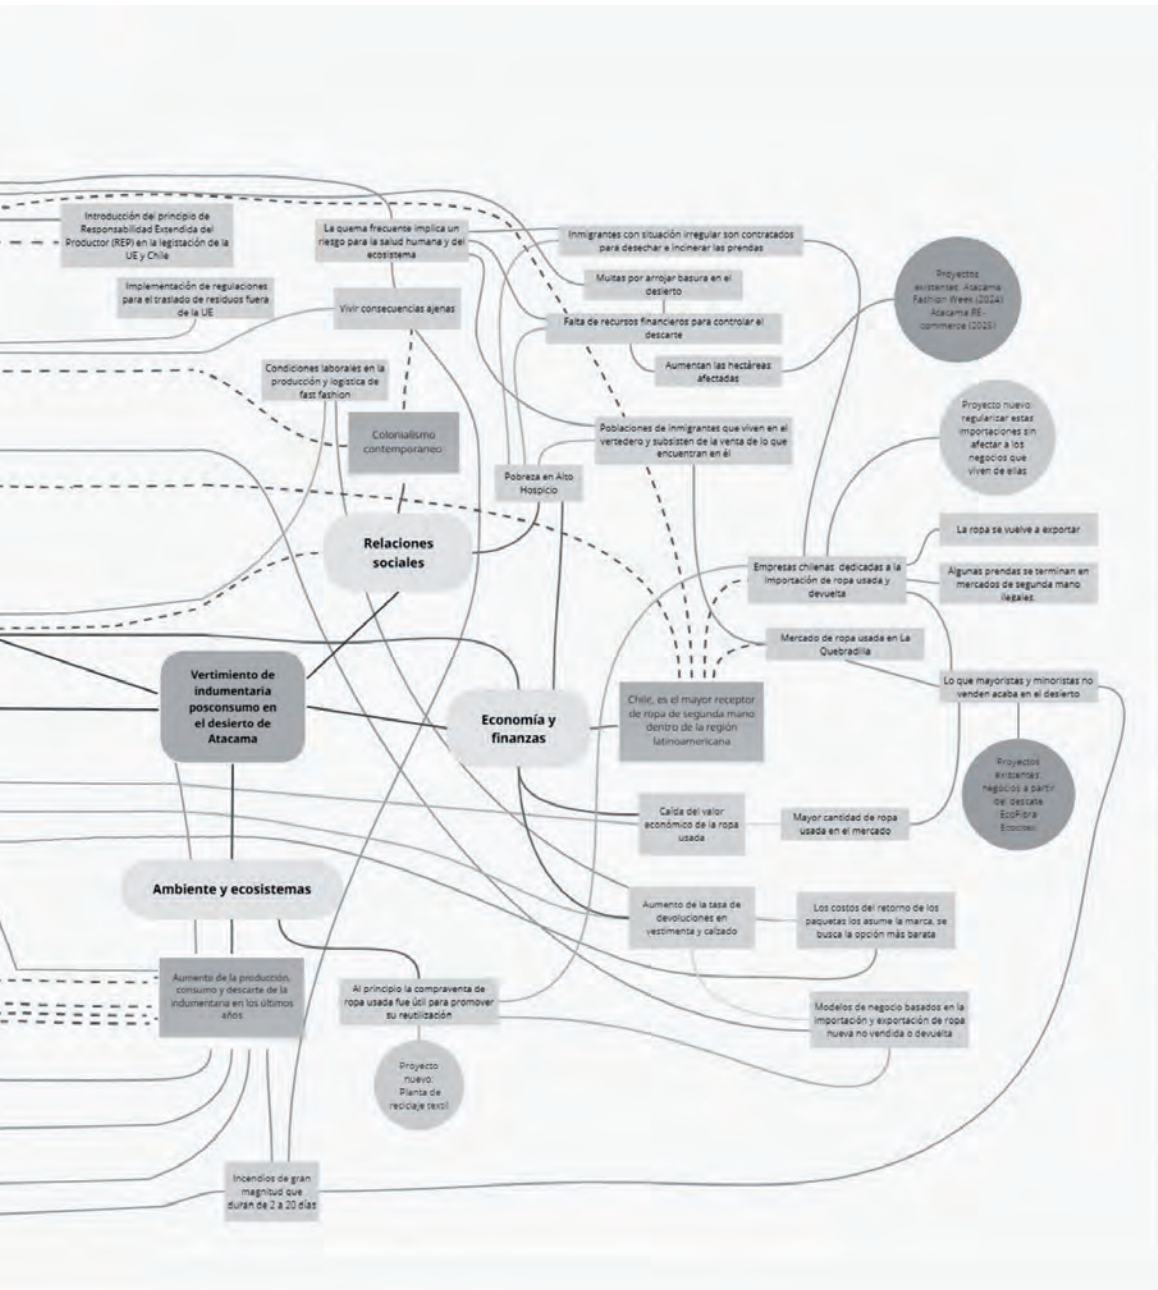 Introducción del principio de
Responsabilidad Extendida del
Productor (REP) en la legislación de la
UE y Chile
Implementación de regulaciones
para el traslado de residuos fuera
de la UE
La quema frecuente implica un
riesgo para la salud humana y del
ecosistema
Vivir consecuencias ajenas
Condiciones laborales en la
producción y logística de
fast fashion
Colonialismo
contemporáneo
Inmigrantes con situación irregular son contratados
para desechar e incinerar las prendas
Multas por arrojar basura en el
desierto
Falta de recursos financieros para controlar el
descarte
Aumentan las hectáreas
afectadas
Proyectos
existentes: Atacama
Fashion Week (2024)
Atacama RE-
commerce (2025)
Poblaciones de inmigrantes que viven en el
vertedero y subsisten de la venta de lo que
encuentran en él
Pobreza en Alto
Hospicio
Proyecto nuevo:
regularizar estas
importaciones sin
afectar a los
negocios que
viven de ellas
Relaciones
sociales
La ropa se vuelve a exportar
Empresas chilenas dedicadas a la
importación de ropa usada y
devuelta
Algunas prendas se terminan en
mercados de segunda mano
ilegales
Mercado de ropa usada en La
Quebradilla
Lo que mayoristas y minoristas no
venden acaba en el desierto
Vertimiento de
indumentaria
posconsumo en
el desierto de
Atacama
Economía y
finanzas
Chile, es el mayor receptor
de ropa de segunda mano
dentro de la región
latinoamericana
Proyectos
existentes:
negocios a partir
del descarte
EcoFibra
Ecocitex
Caída del valor
económico de la ropa
usada
Mayor cantidad de ropa
usada en el mercado
Ambiente y ecosistemas
Aumento de la tasa de
devoluciones en
vestimenta y calzado
Los costos del retorno de los
paquetes los asume la marca, se
busca la opción más barata
Aumento de la producción,
consumo y descarte de la
indumentaria en los últimos
años
Al principio la compraventa de
ropa usada fue útil para promover
su reutilización
Modelos de negocio basados en la
importación y exportación de ropa
nueva no vendida o devuelta
Proyecto
nuevo:
Planta de
reciclaje textil
Incendios de gran
magnitud que
duran de 2 a 20 días